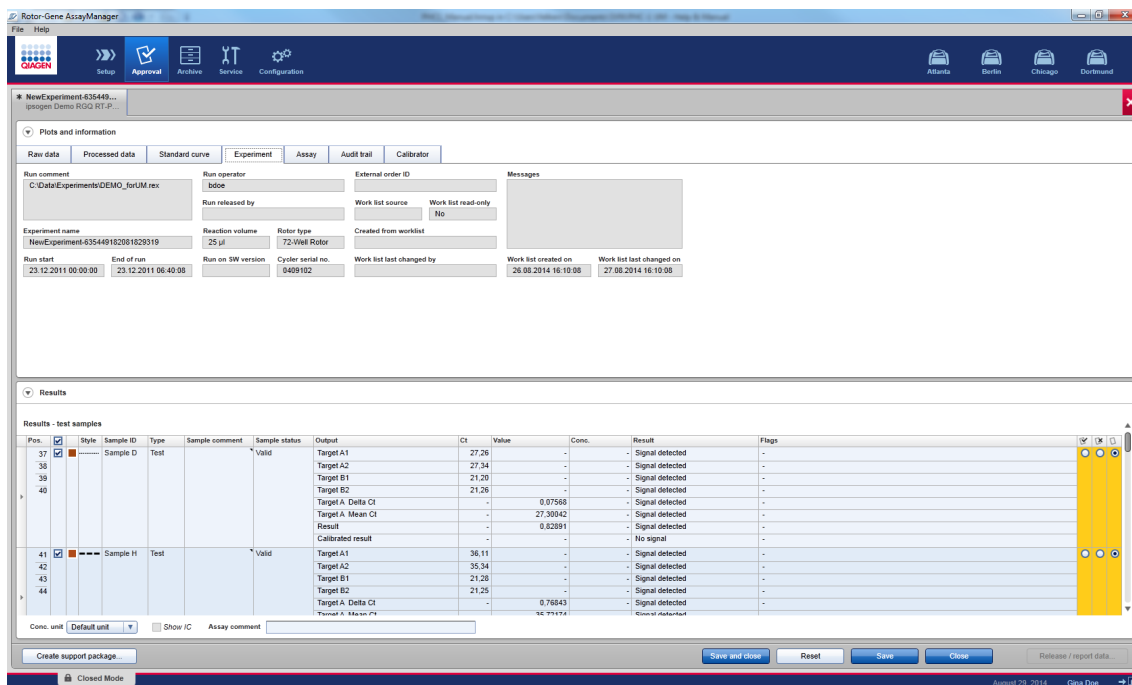 Rotor-Gene AssayManager
File Help
QIAGEN
Setup Approval Archive Service Configuration Atlanta Berlin Chicago Dortmund
NewExperiment-635449...
ipsogen Demo RGQ RT-P...
Plots and information
Raw data Processed data Standard curve Experiment Assay Audit trail Calibrator
Run comment Run operator External order ID Messages
C:\Data\Experiments\DEMO_forUM.rex bdoe
Run released by Work list source Work list read-only
No
Experiment name Reaction volume Rotor type Created from worklist
NewExperiment-635449182081829319 25 µl 72-Well Rotor
Run start End of run Run on SW version Cycler serial no. Work list last changed by Work list created on Work list last changed on
23.12.2011 00:00:00 23.12.2011 06:40:08 0409102 26.08.2014 16:10:08 27.08.2014 16:10:08
Results
Results - test samples
Pos. Style Sample ID Type Sample comment Sample status Output Ct Value Conc. Result Flags
37 Sample D Test Valid Target A1 27,26 - - Signal detected -
38 Target A2 27,34 - - Signal detected -
39 Target B1 21,20 - - Signal detected -
40 Target B2 21,26 - - Signal detected -
Target A Delta Ct - 0,07568 - Signal detected -
Target A Mean Ct - 27,30042 - Signal detected -
Result - 0,82891 - Signal detected -
Calibrated result - - - No signal -
41 Sample H Test Valid Target A1 36,11 - - Signal detected -
42 Target A2 35,34 - - Signal detected -
43 Target B1 21,28 - - Signal detected -
44 Target B2 21,25 - - Signal detected -
Target A Delta Ct - 0,76843 - Signal detected -
Target A Mean Ct - 35,72174 - Signal detected -
Conc. unit Default unit Show IC Assay comment
Create support package... Save and close Reset Save Close Release / report data...
Closed Mode August 29, 2014 Gina Doe